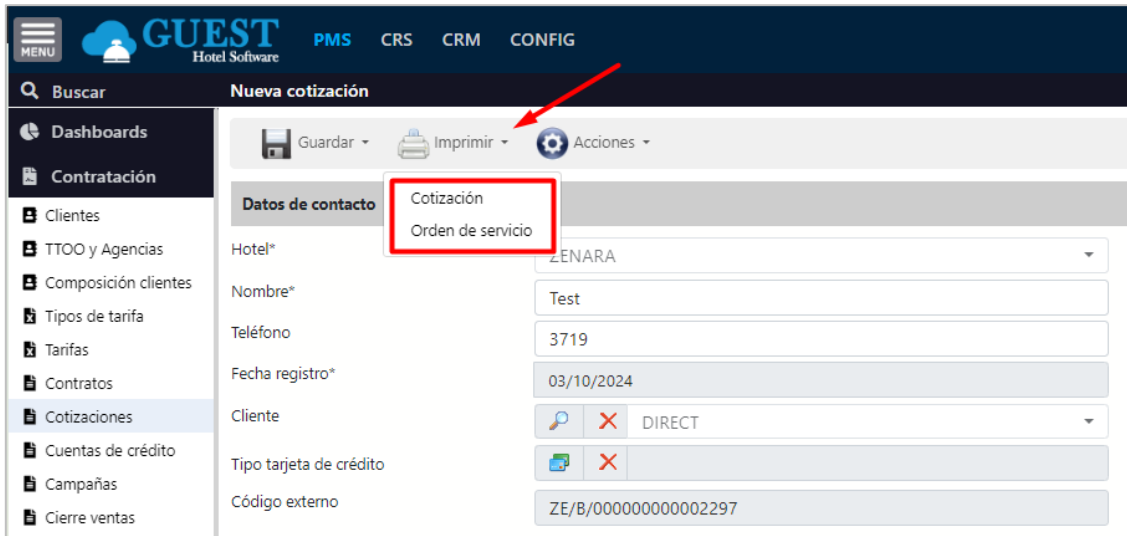 MENU
GUEST
Hotel Software
PMS CRS CRM CONFIG
Buscar
Nueva cotización
Dashboards
Contratación
Clientes
TTOO y Agencias
Composición clientes
Tipos de tarifa
Tarifas
Contratos
Cotizaciones
Cuentas de crédito
Campañas
Cierre ventas
Guardar Imprimir Acciones
Cotización
Orden de servicio
Datos de contacto
Hotel* ZENARA
Nombre* Test
Teléfono 3719
Fecha registro* 03/10/2024
Cliente DIRECT
Tipo tarjeta de crédito
Código externo ZE/B/000000000002297